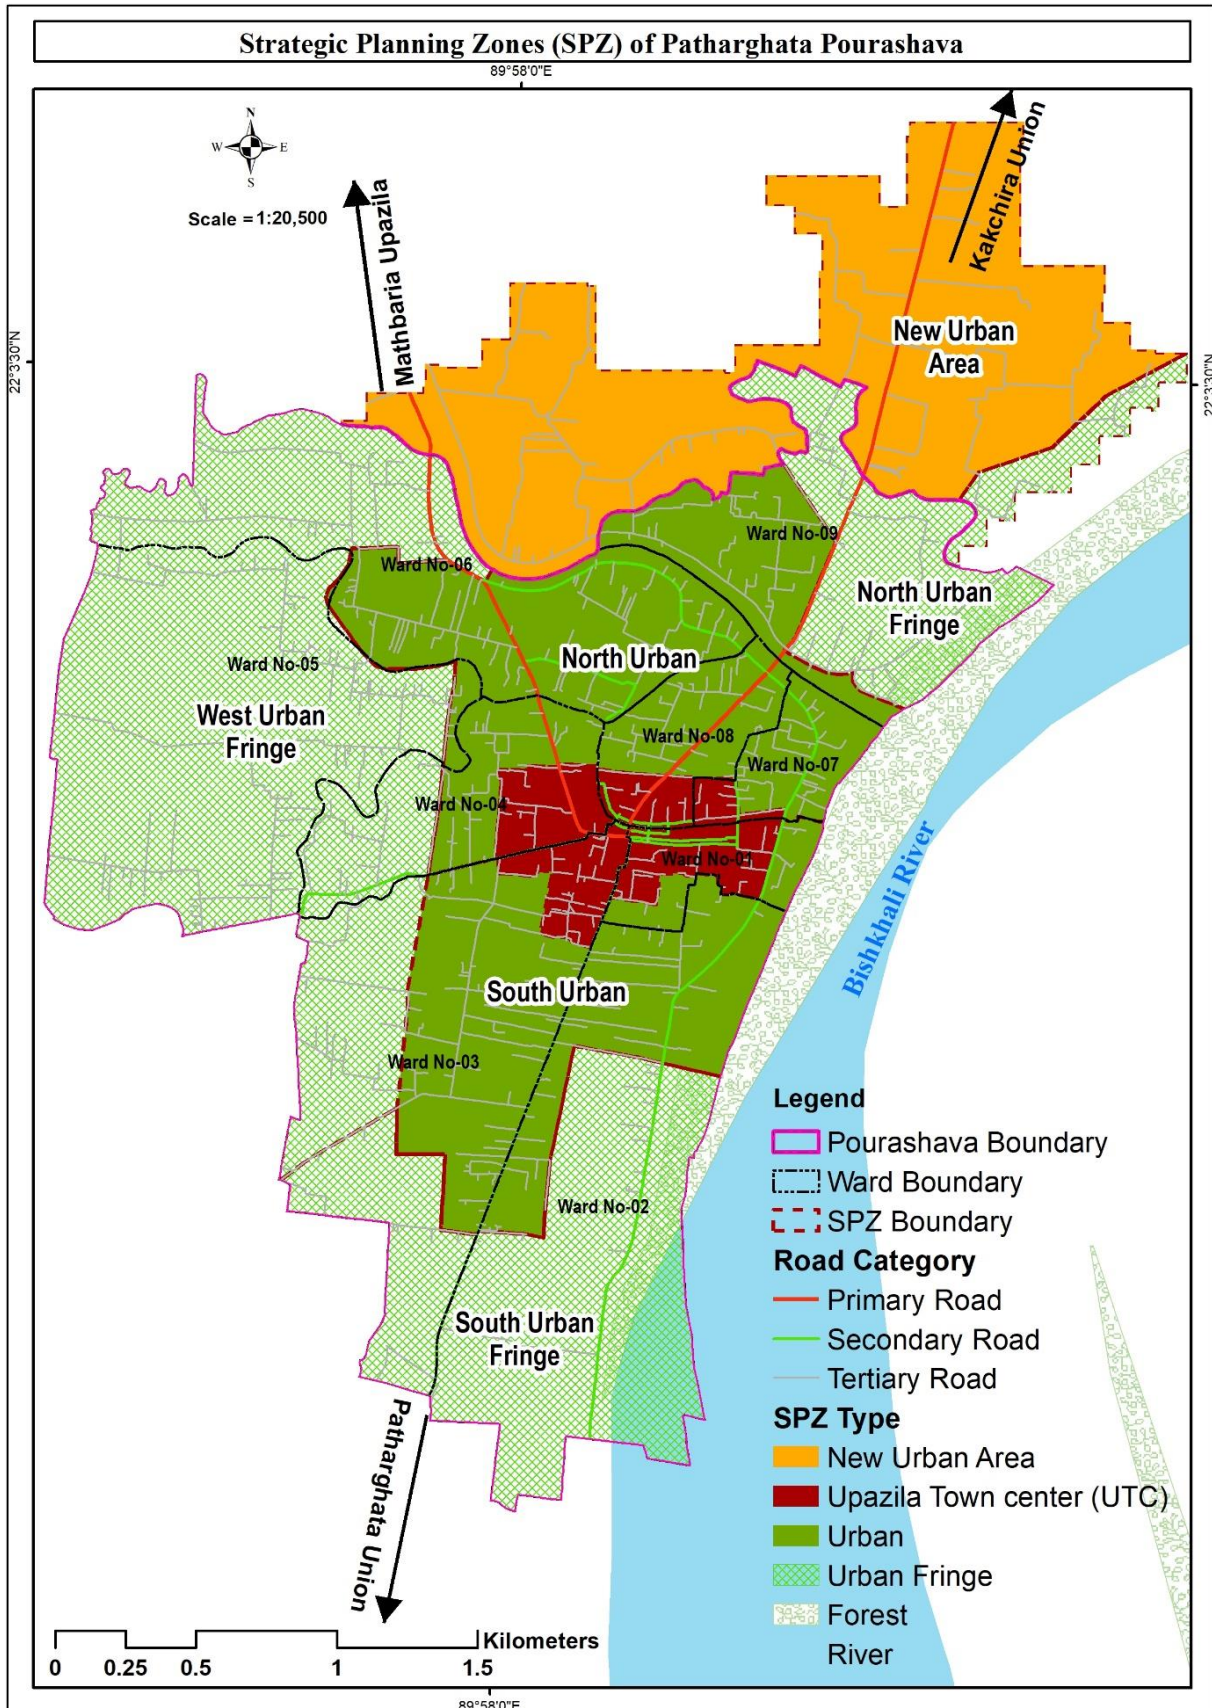 Strategic Planning Zones (SPZ) of Patharghata Pourashava
89°58'0"E
N
W E
S
Scale = 1:20,500
Mathbaria Upazila
Kakchira Union
22°3'30"N
22°3'30"N
New Urban
Area
Ward No-09
Ward No-06
North Urban
Fringe
Ward No-05
North Urban
West Urban
Fringe
Ward No-08
Ward No-07
Ward No-04
Ward No-01
Bishkhali River
South Urban
Ward No-03
Ward No-02
South Urban
Fringe
Patharghata Union
Legend
Pourashava Boundary
Ward Boundary
SPZ Boundary
Road Category
Primary Road
Secondary Road
Tertiary Road
SPZ Type
New Urban Area
Upazila Town center (UTC)
Urban
Urban Fringe
Forest
River
Kilometers
0 0.25 0.5 1 1.5
89°58'0"E